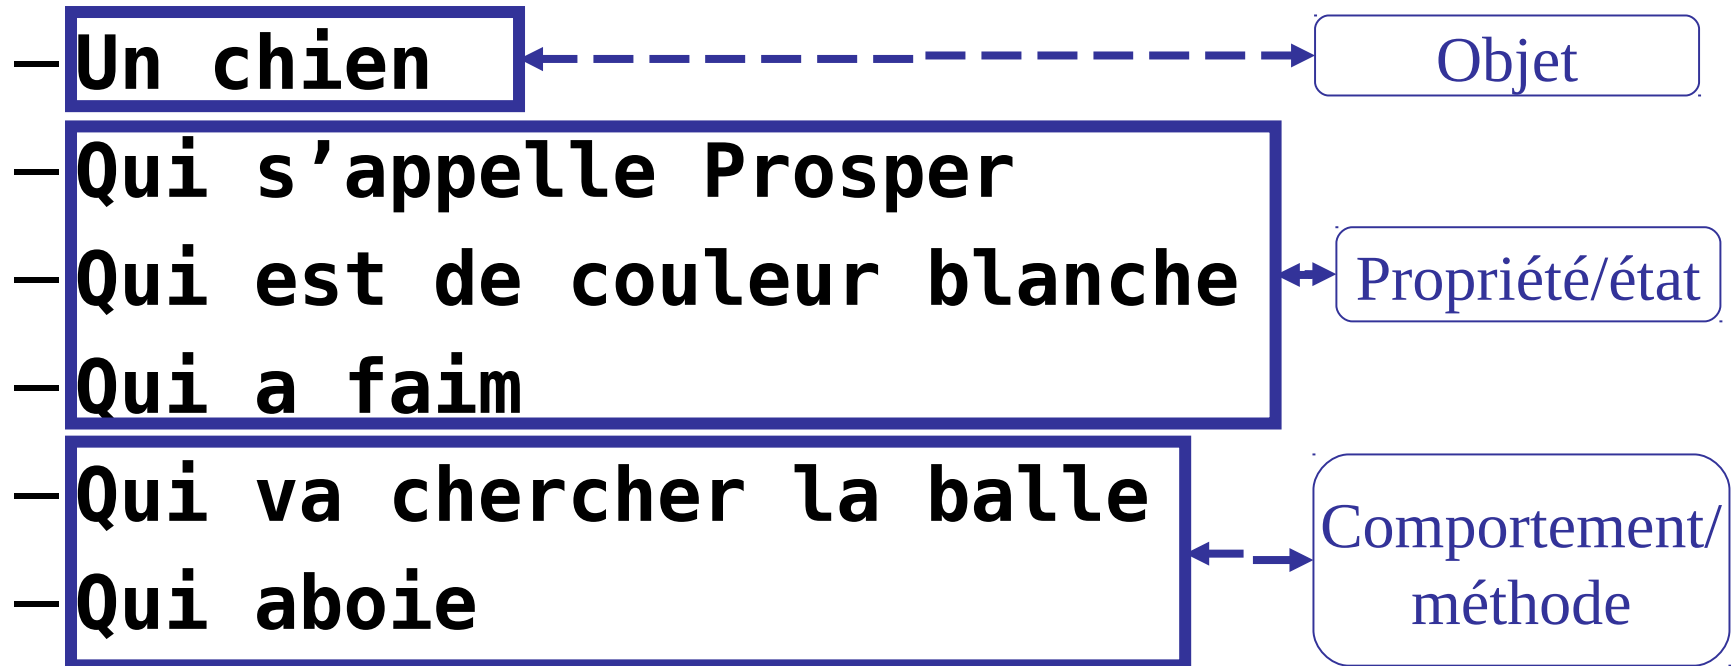 – Un chien
Objet
– Qui s’appelle Prosper
– Qui est de couleur blanche
Propriété/état
– Qui a faim
– Qui va chercher la balle
Comportement/
méthode
– Qui aboie